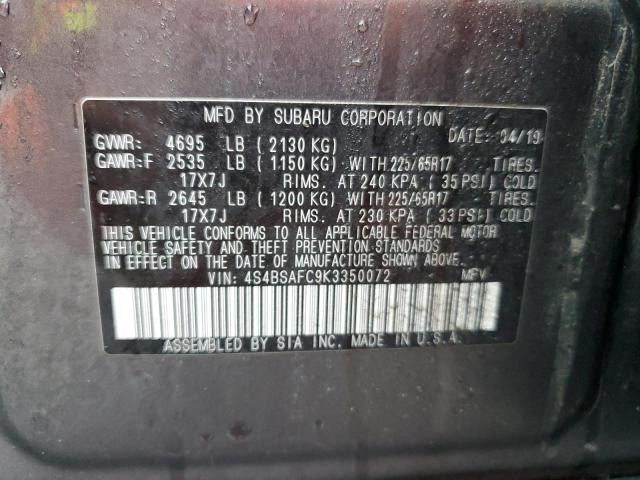 MFD BY SUBARU CORPORATION
DATE: 04/19
GVWR: 4695 LB ( 2130 KG)
GAWR:F 2535 LB ( 1150 KG) WITH 225/65R17 TIRES.
17X7J RIMS. AT 240 KPA ( 35 PSI) COLD
GAWR:R 2645 LB ( 1200 KG) WITH 225/65R17 TIRES.
17X7J RIMS. AT 230 KPA ( 33 PSI) COLD
THIS VEHICLE CONFORMS TO ALL APPLICABLE FEDERAL MOTOR
VEHICLE SAFETY AND THEFT PREVENTION STANDARDS
IN EFFECT ON THE DATE OF MANUFACTURE SHOWN ABOVE.
VIN: 4S4BSAFC9K3350072 MPV
ASSEMBLED BY SIA INC. MADE IN U.S.A.